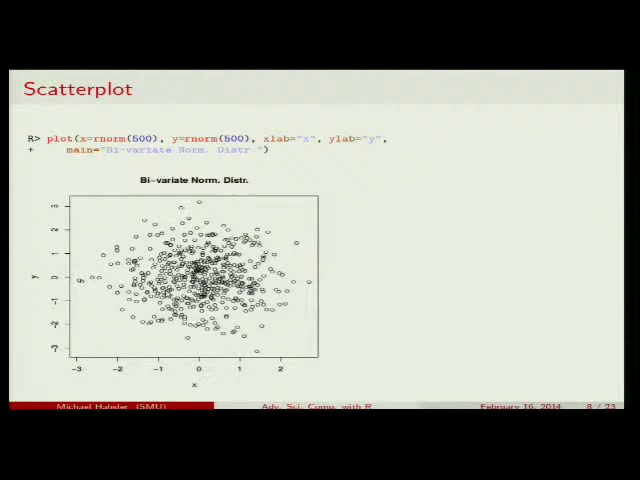 Scatterplot
R> plot(x=rnorm(500), y=rnorm(500), xlab="x", ylab="y",
+ main="Bi-variate Norm. Distr.")
Bi-variate Norm. Distr.
3
2
1
0
-1
-2
-3
y
-3 -2 -1 0 1 2
x
Michael Hahsler (SMU) Adv. Sci. Comp. with R February 16, 2014 8 / 23